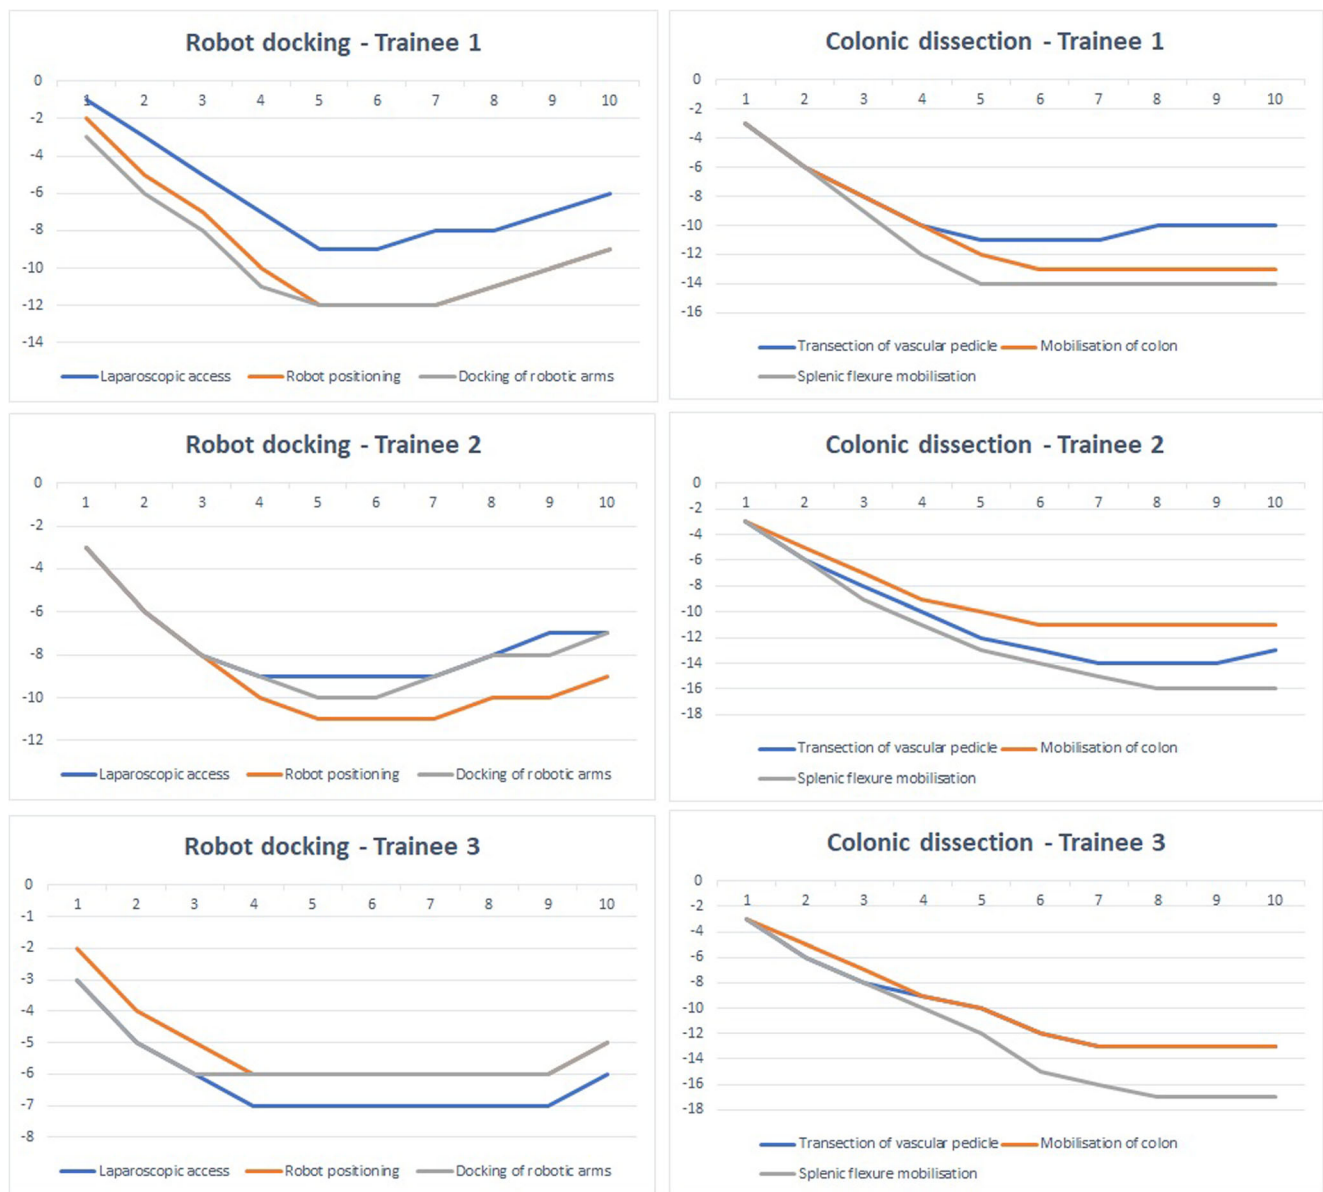 Robot docking - Trainee 1
0
1 2 3 4 5 6 7 8 9 10
-2
-4
-6
-8
-10
-12
-14
Laparoscopic access Robot positioning Docking of robotic arms
Colonic dissection - Trainee 1
0
1 2 3 4 5 6 7 8 9 10
-2
-4
-6
-8
-10
-12
-14
-16
Transection of vascular pedicle Mobilisation of colon
Splenic flexure mobilisation
Robot docking - Trainee 2
0
1 2 3 4 5 6 7 8 9 10
-2
-4
-6
-8
-10
-12
Laparoscopic access Robot positioning Docking of robotic arms
Colonic dissection - Trainee 2
0
1 2 3 4 5 6 7 8 9 10
-2
-4
-6
-8
-10
-12
-14
-16
-18
Transection of vascular pedicle Mobilisation of colon
Splenic flexure mobilisation
Robot docking - Trainee 3
0
1 2 3 4 5 6 7 8 9 10
-1
-2
-3
-4
-5
-6
-7
-8
Laparoscopic access Robot positioning Docking of robotic arms
Colonic dissection - Trainee 3
0
1 2 3 4 5 6 7 8 9 10
-2
-4
-6
-8
-10
-12
-14
-16
-18
Transection of vascular pedicle Mobilisation of colon
Splenic flexure mobilisation